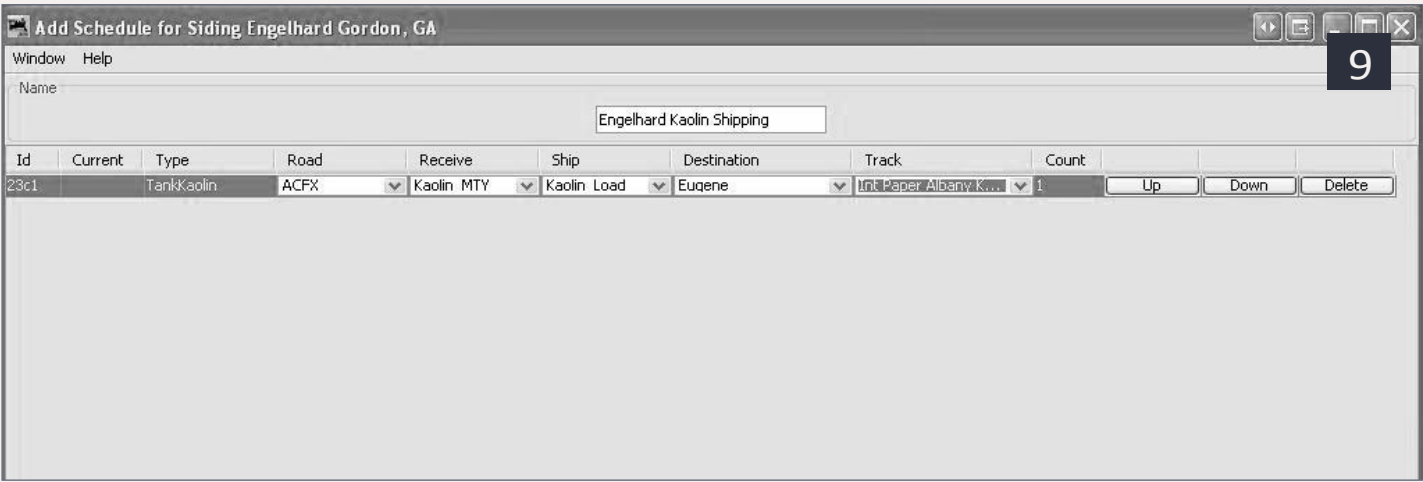 Add Schedule for Siding Engelhard Gordon, GA
Window Help
9
Name
Engelhard Kaolin Shipping
Id Current Type Road Receive Ship Destination Track Count
23c1 TankKaolin ACFX Kaolin MTY Kaolin Load Eugene Int Paper Albany K... 1 Up Down Delete